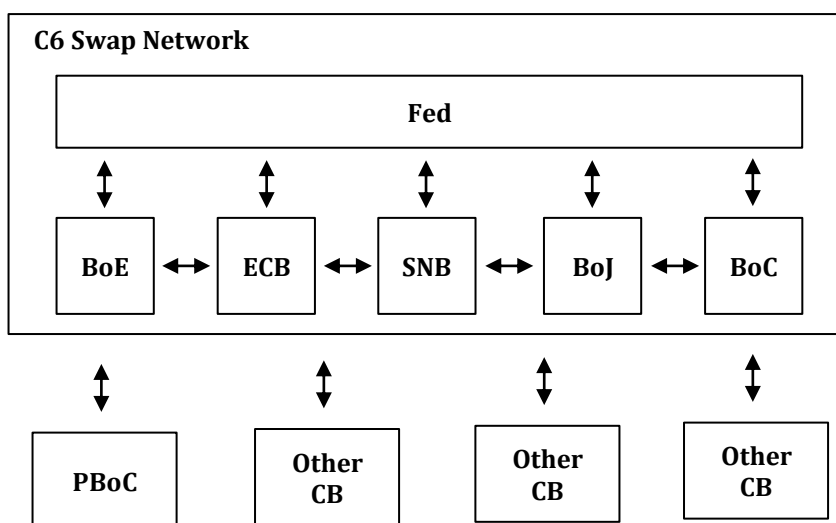 C6 Swap Network
Fed
BoE
ECB
SNB
BoJ
BoC
PBoC
Other
CB
Other
CB
Other
CB